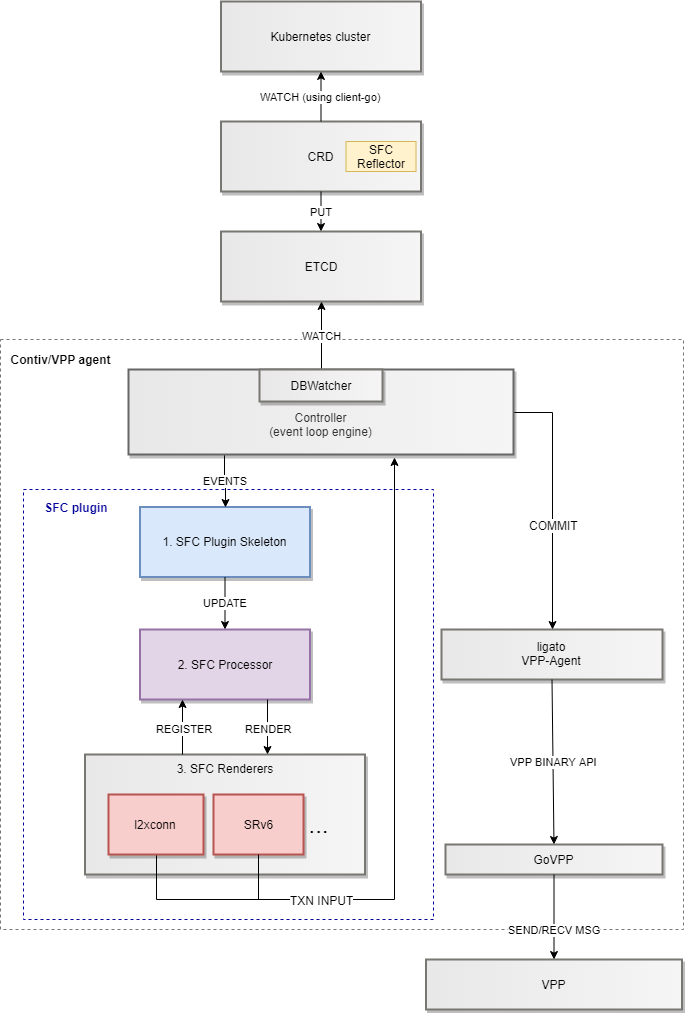 Kubernetes cluster
WATCH (using client-go)
CRD
SFC
Reflector
PUT
ETCD
WATCH
Contiv/VPP agent
DBWatcher
Controller
(event loop engine)
EVENTS
SFC plugin
1. SFC Plugin Skeleton
COMMIT
UPDATE
ligato
VPP-Agent
2. SFC Processor
REGISTER
RENDER
VPP BINARY API
3. SFC Renderers
l2xconn
SRv6
...
GoVPP
TXN INPUT
SEND/RECV MSG
VPP